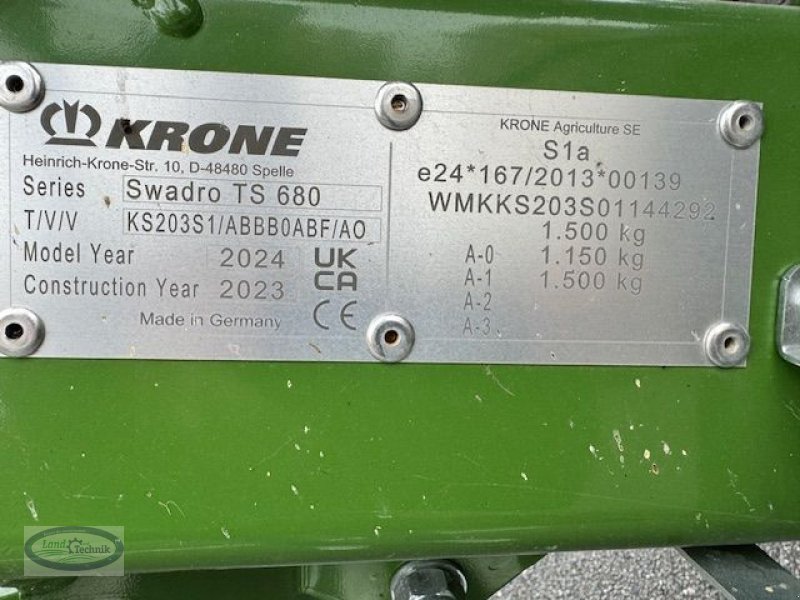 KRONE
Heinrich-Krone-Str. 10, D-48480 Spelle
Series Swadro TS 680
T/V/V KS203S1/ABBB0ABF/AO
Model Year 2024
Construction Year 2023
UK
CA
CE
Made in Germany
KRONE Agriculture SE
S1a
e24*167/2013*00139
WMKKS203S01144292
1.500 kg
A-0 1.150 kg
A-1 1.500 kg
A-2
A-3
Land
Technik